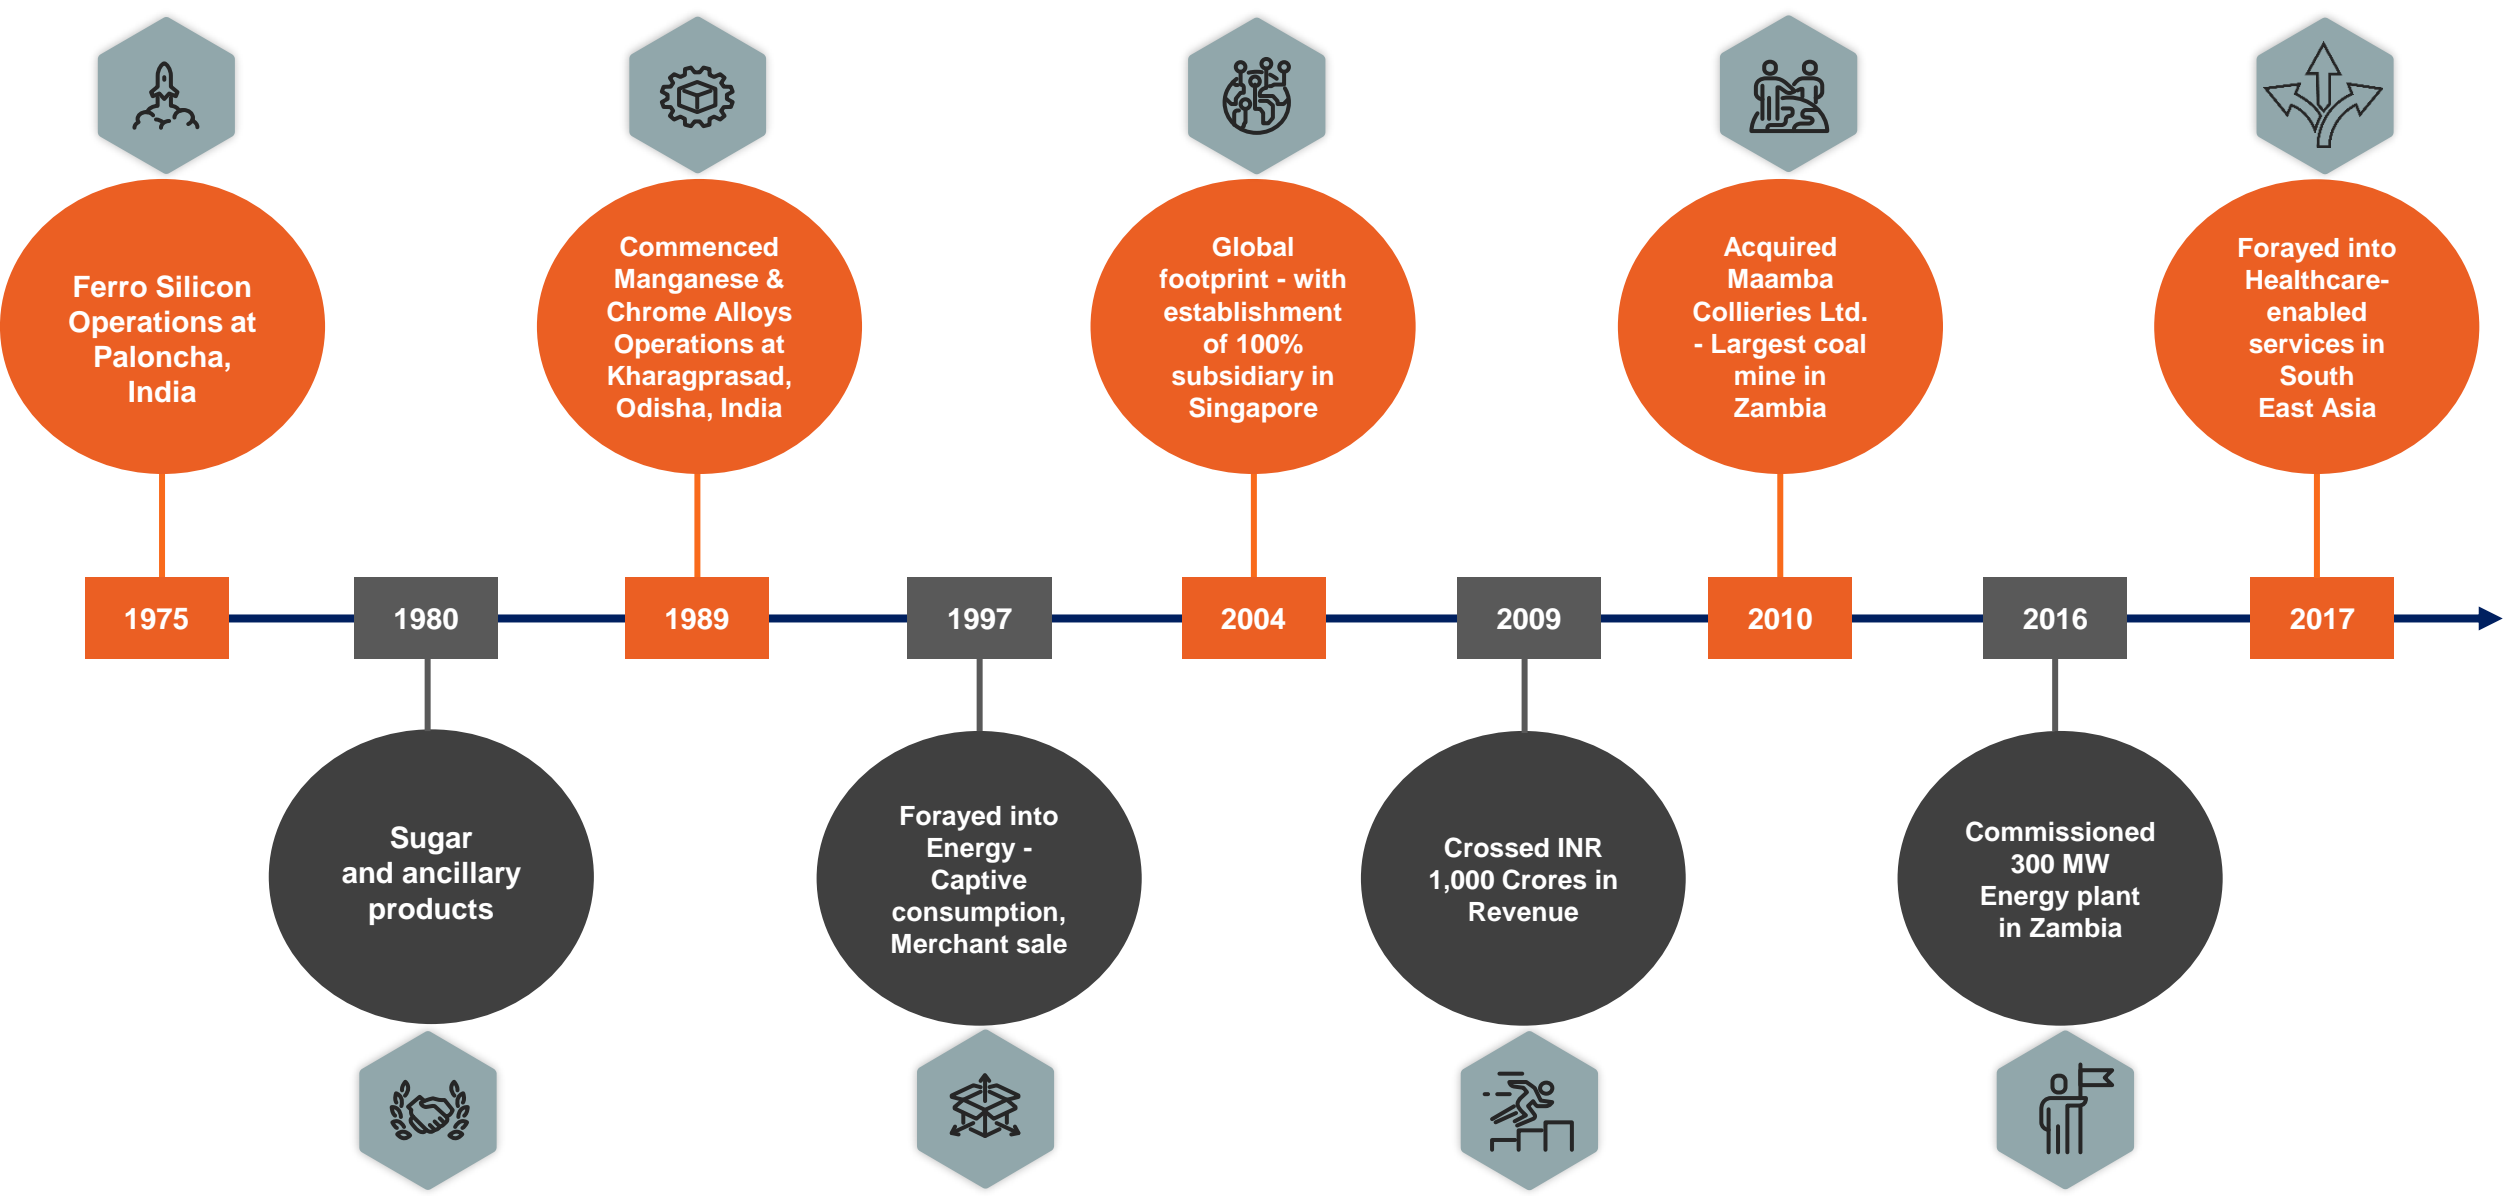 Ferro Silicon
Operations at
Paloncha,
India
Commenced
Manganese &
Chrome Alloys
Operations at
Kharagprasad,
Odisha, India
Global
footprint - with
establishment
of 100%
subsidiary in
Singapore
Acquired
Maamba
Collieries Ltd.
- Largest coal
mine in
Zambia
Forayed into
Healthcare-
enabled
services in
South
East Asia
1975
1980
1989
1997
2004
2009
2010
2016
2017
Sugar
and ancillary
products
Forayed into
Energy -
Captive
consumption,
Merchant sale
Crossed INR
1,000 Crores in
Revenue
Commissioned
300 MW
Energy plant
in Zambia